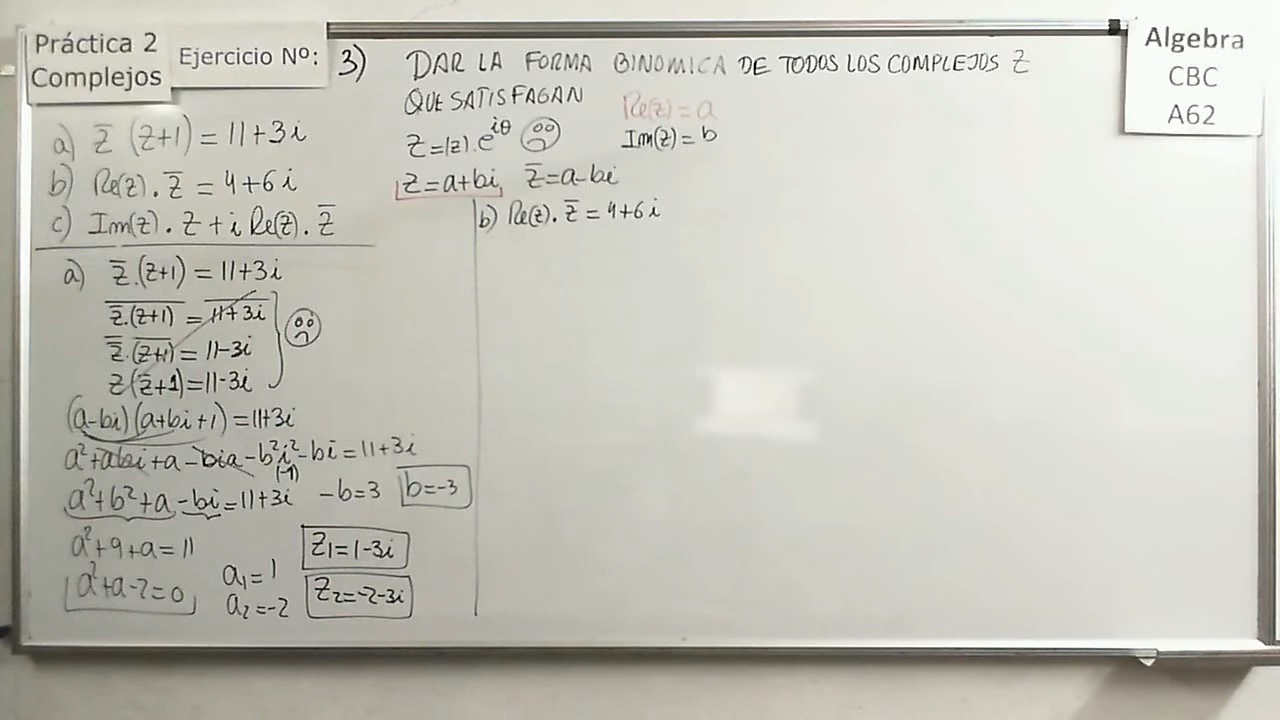 Práctica 2
Complejos
Ejercicio Nº:
3) DAR LA FORMA BINOMICA DE TODOS LOS COMPLEJOS Z
QUE SATISFAGAN
Algebra
CBC
A62
a) z̅ (z+1) = 11+3i
b) Re(z). z̅ = 4+6i
c) Im(z). z + i Re(z). z̅
Re(z) = a
z=|z|.e^iθ
Im(z) = b
z=a+bi, z̅=a-bi
a) z̅.(z+1) = 11+3i
z̅.(z+1) = 11+3i
z̅.(z+1) = 11-3i
z(z̅+1)=11-3i
(a-bi)(a+bi+1)=11+3i
a²+abi+a-bia-b²i²-bi=11+3i
(-1)
a²+b²+a-bi=11+3i -b=3 b=-3
a²+9+a=11
a²+a-2=0
a₁=1
a₂=-2
z₁=1-3i
z₂=-2-3i
b) Re(z). z̅ = 4+6i